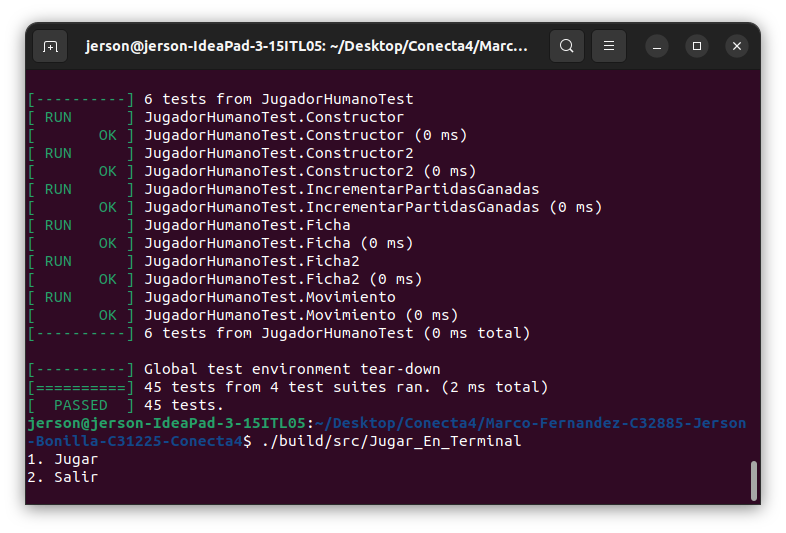 jerson@jerson-IdeaPad-3-15ITL05: ~/Desktop/Conecta4/Marc...
[----------] 6 tests from JugadorHumanoTest
[ RUN      ] JugadorHumanoTest.Constructor
[       OK ] JugadorHumanoTest.Constructor (0 ms)
[ RUN      ] JugadorHumanoTest.Constructor2
[       OK ] JugadorHumanoTest.Constructor2 (0 ms)
[ RUN      ] JugadorHumanoTest.IncrementarPartidasGanadas
[       OK ] JugadorHumanoTest.IncrementarPartidasGanadas (0 ms)
[ RUN      ] JugadorHumanoTest.Ficha
[       OK ] JugadorHumanoTest.Ficha (0 ms)
[ RUN      ] JugadorHumanoTest.Ficha2
[       OK ] JugadorHumanoTest.Ficha2 (0 ms)
[ RUN      ] JugadorHumanoTest.Movimiento
[       OK ] JugadorHumanoTest.Movimiento (0 ms)
[----------] 6 tests from JugadorHumanoTest (0 ms total)
[----------] Global test environment tear-down
[==========] 45 tests from 4 test suites ran. (2 ms total)
[  PASSED  ] 45 tests.
jerson@jerson-IdeaPad-3-15ITL05:~/Desktop/Conecta4/Marco-Fernandez-C32885-Jerson
-Bonilla-C31225-Conecta4$ ./build/src/Jugar_En_Terminal
1. Jugar
2. Salir